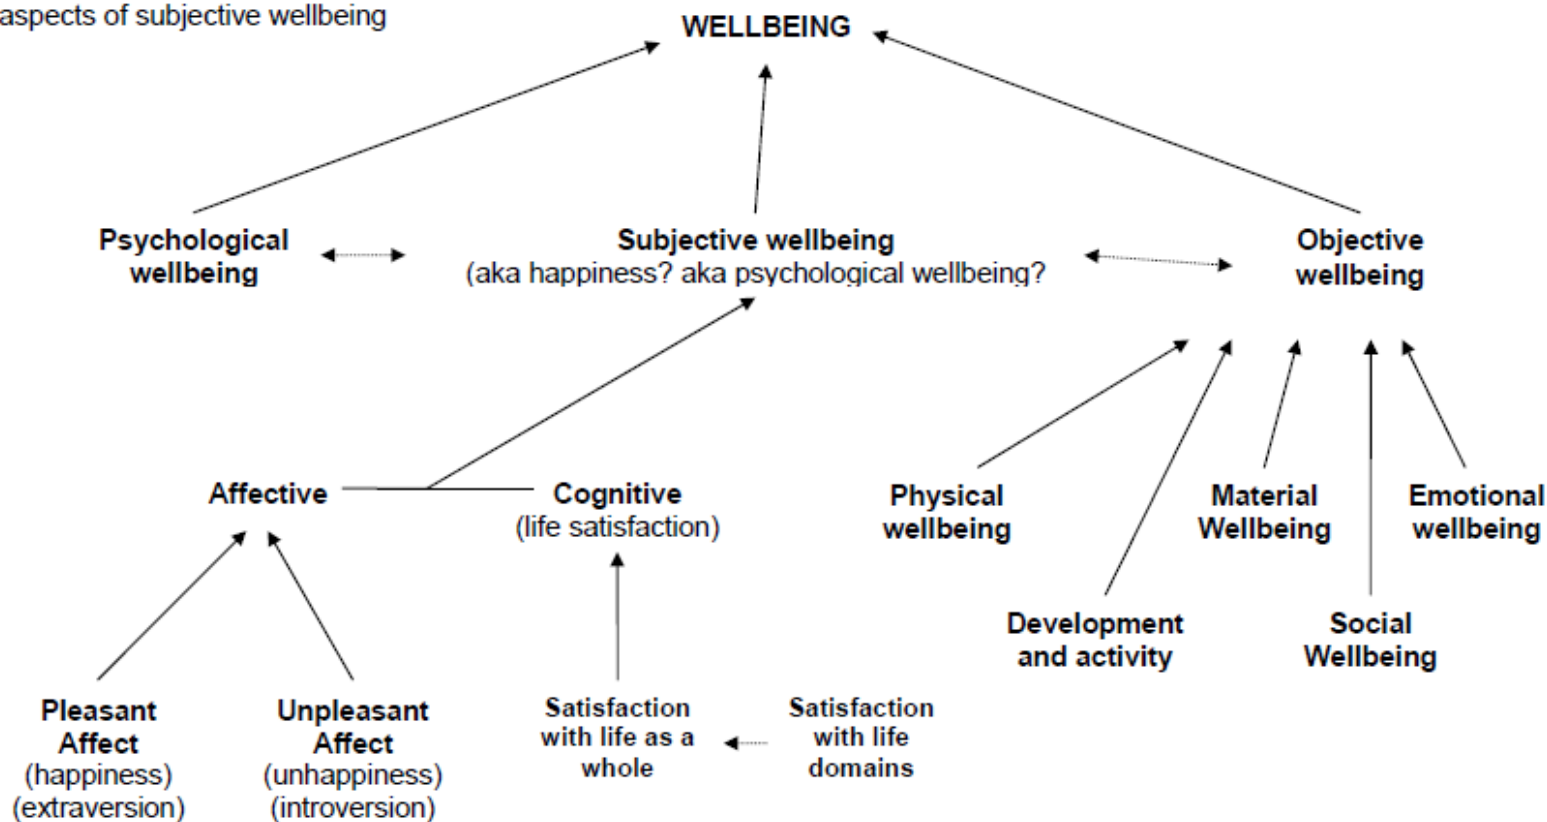 aspects of subjective wellbeing
WELLBEING
Psychological
wellbeing
Subjective wellbeing
(aka happiness? aka psychological wellbeing?
Objective
wellbeing
Affective
Cognitive
(life satisfaction)
Physical
wellbeing
Material
Wellbeing
Emotional
wellbeing
Development
and activity
Social
Wellbeing
Pleasant
Affect
(happiness)
(extraversion)
Unpleasant
Affect
(unhappiness)
(introversion)
Satisfaction
with life as a
whole
Satisfaction
with life
domains